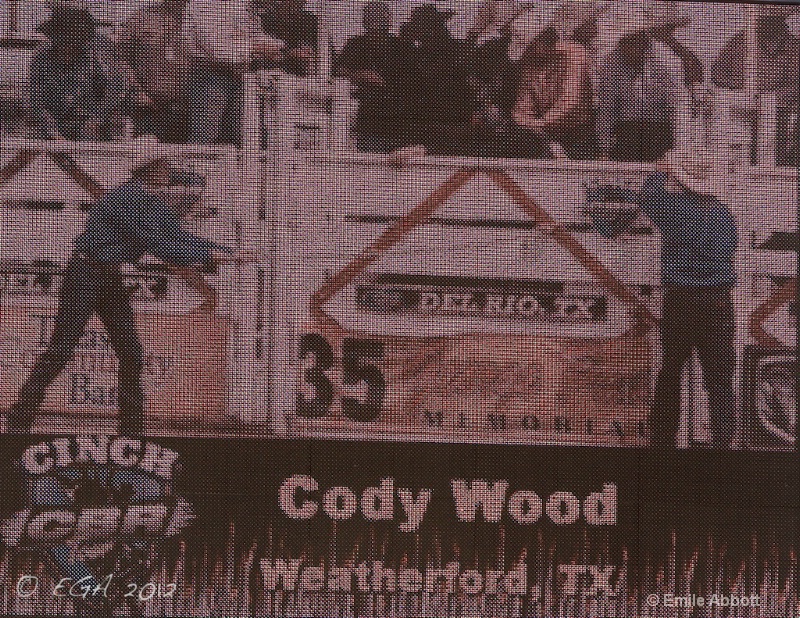 DEL RIO, TX
35
MEMORIAL
CINCH
Cody Wood
Weatherford, TX
© EGA 2012
© Emile Abbott